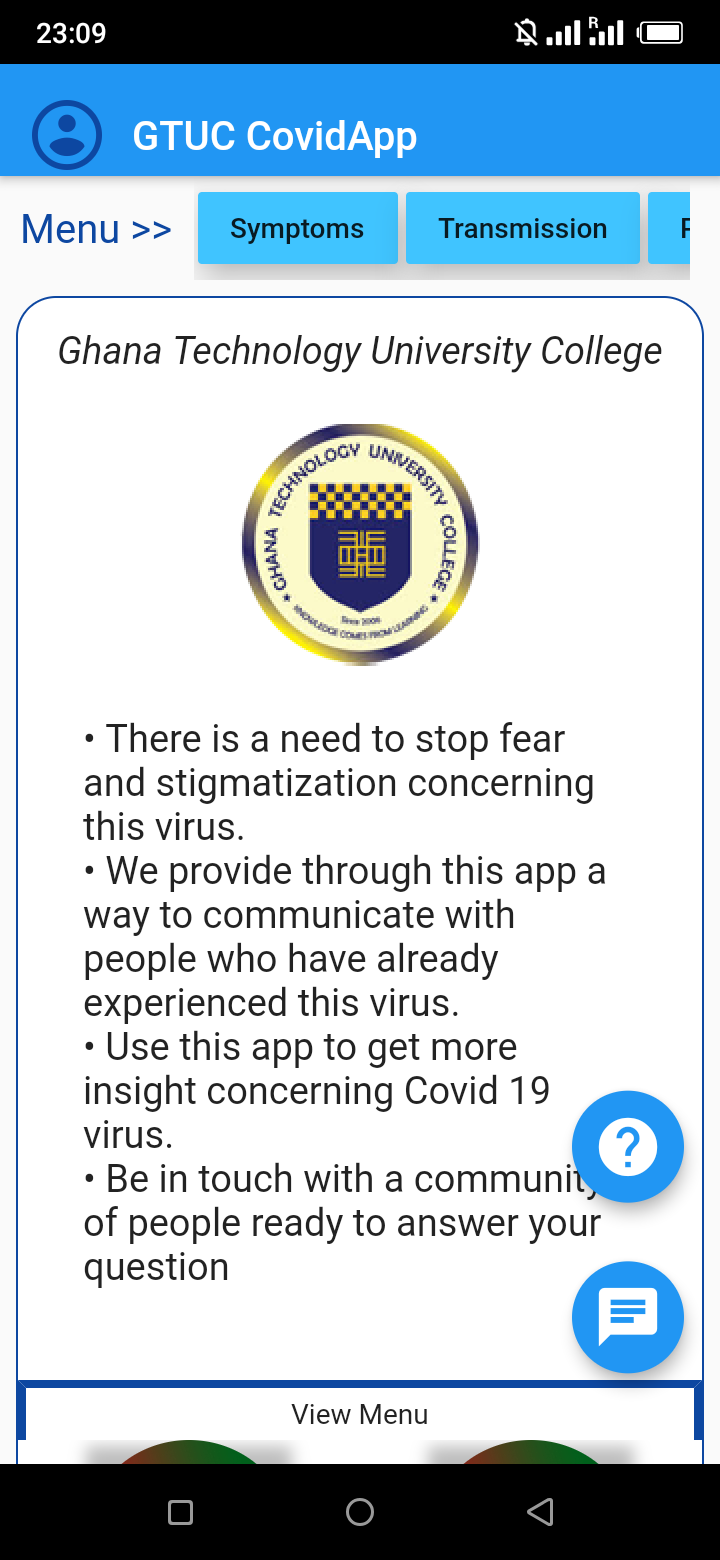 23:09
R
GTUC CovidApp
Menu >>
Symptoms
Transmission
Ghana Technology University College
GHANA TECHNOLOGY UNIVERSITY COLLEGE
Since 2006
KNOWLEDGE COMES FROM LEARNING
• There is a need to stop fear
and stigmatization concerning
this virus.
• We provide through this app a
way to communicate with
people who have already
experienced this virus.
• Use this app to get more
insight concerning Covid 19
virus.
• Be in touch with a community
of people ready to answer your
question
View Menu